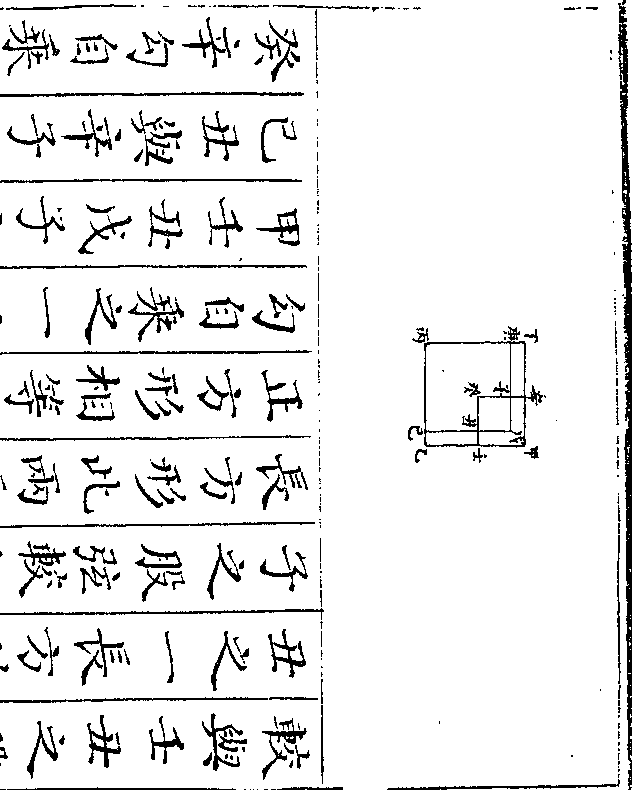 丁
辛
甲
庚
子
戊
癸
丑
壬
丙
己
乙
較與壬丑之
丑之一長方
子之股弦較
長方形此兩
正方形相等
勾自乘之一
甲壬丑戊子
己丑與辛子
癸辛勾自乘